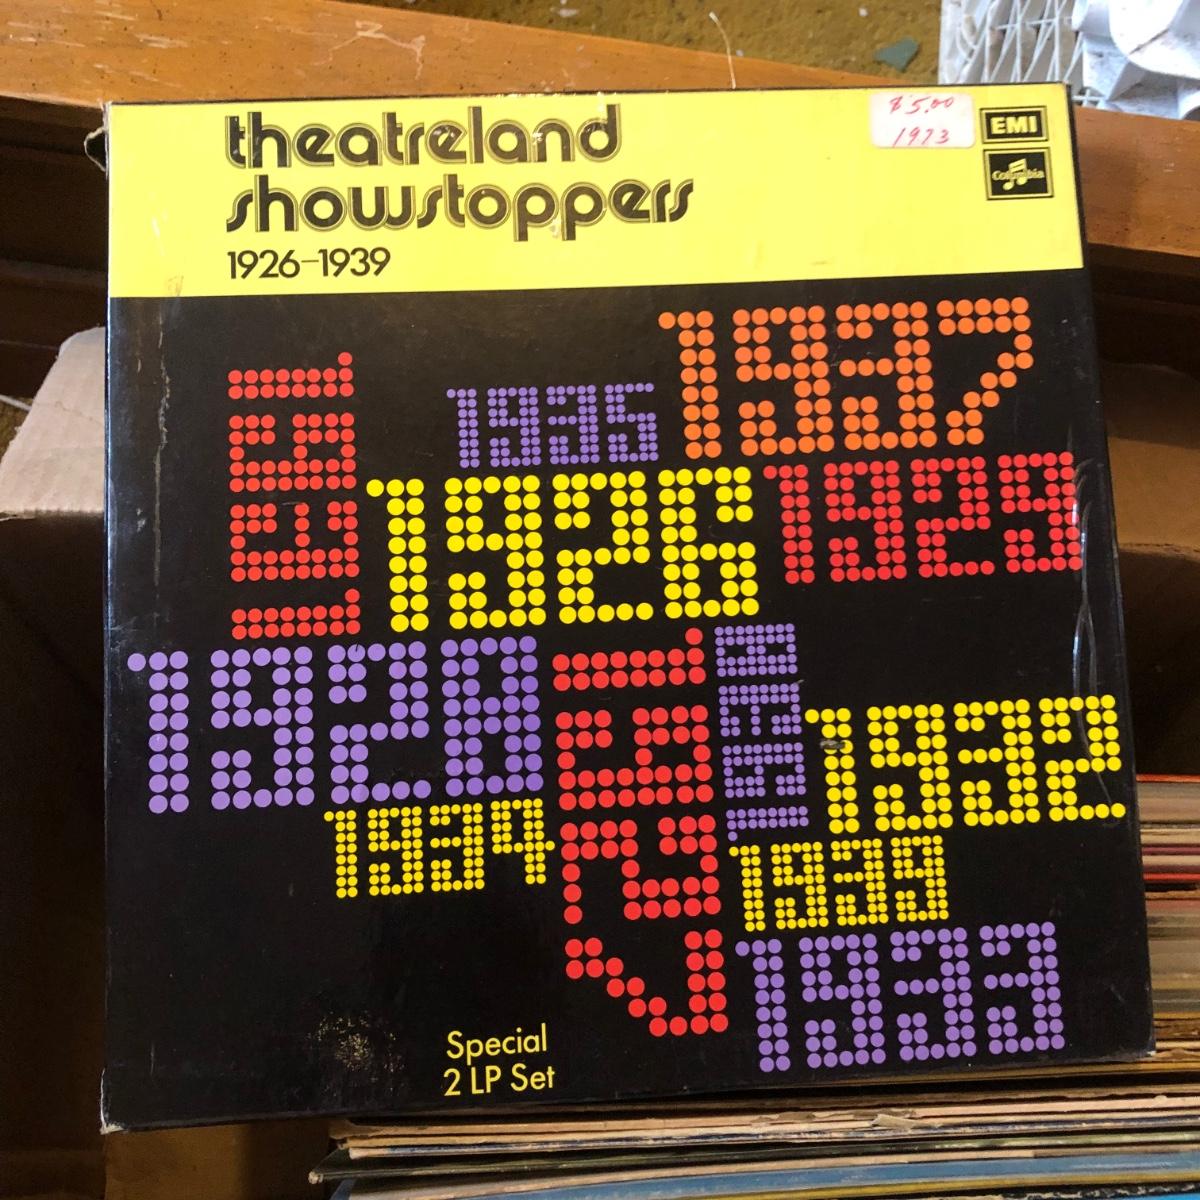 theatreland
showstoppers
1926–1939
$5.00
1973
EMI
Columbia
1937
1935
1931
1926
1929
1928
1927
1938
1932
1934
1939
1933
Special
2 LP Set